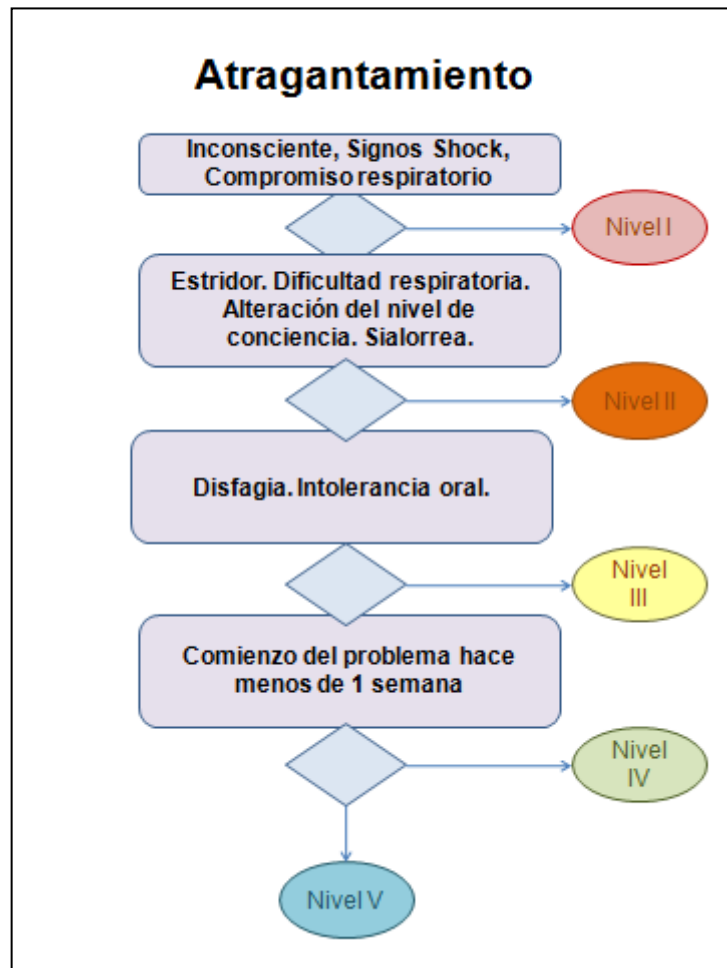 Atragantamiento
Inconsciente, Signos Shock,
Compromiso respiratorio
Nivel I
Estridor. Dificultad respiratoria.
Alteración del nivel de
conciencia. Sialorrea.
Nivel II
Disfagia. Intolerancia oral.
Nivel
III
Comienzo del problema hace
menos de 1 semana
Nivel
IV
Nivel V